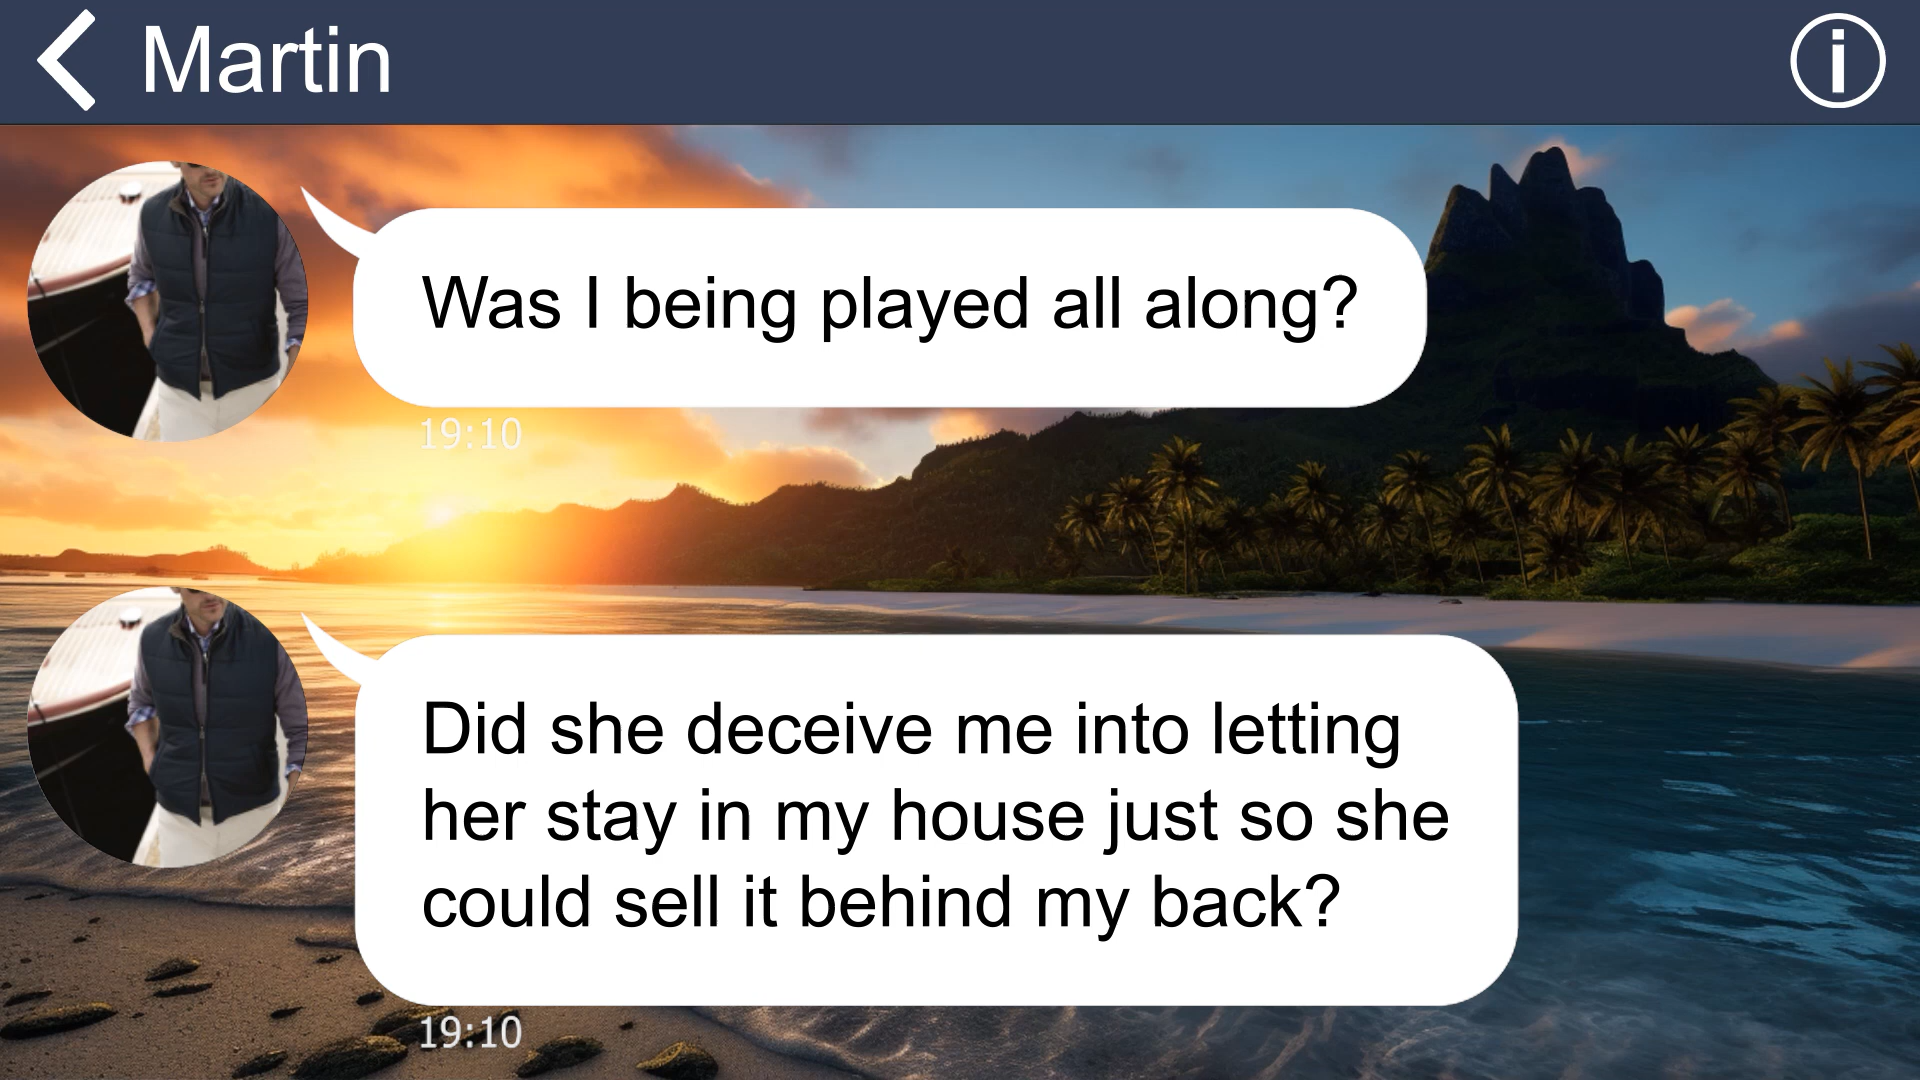 Martin
Was I being played all along?
19:10
Did she deceive me into letting
her stay in my house just so she
could sell it behind my back?
19:10